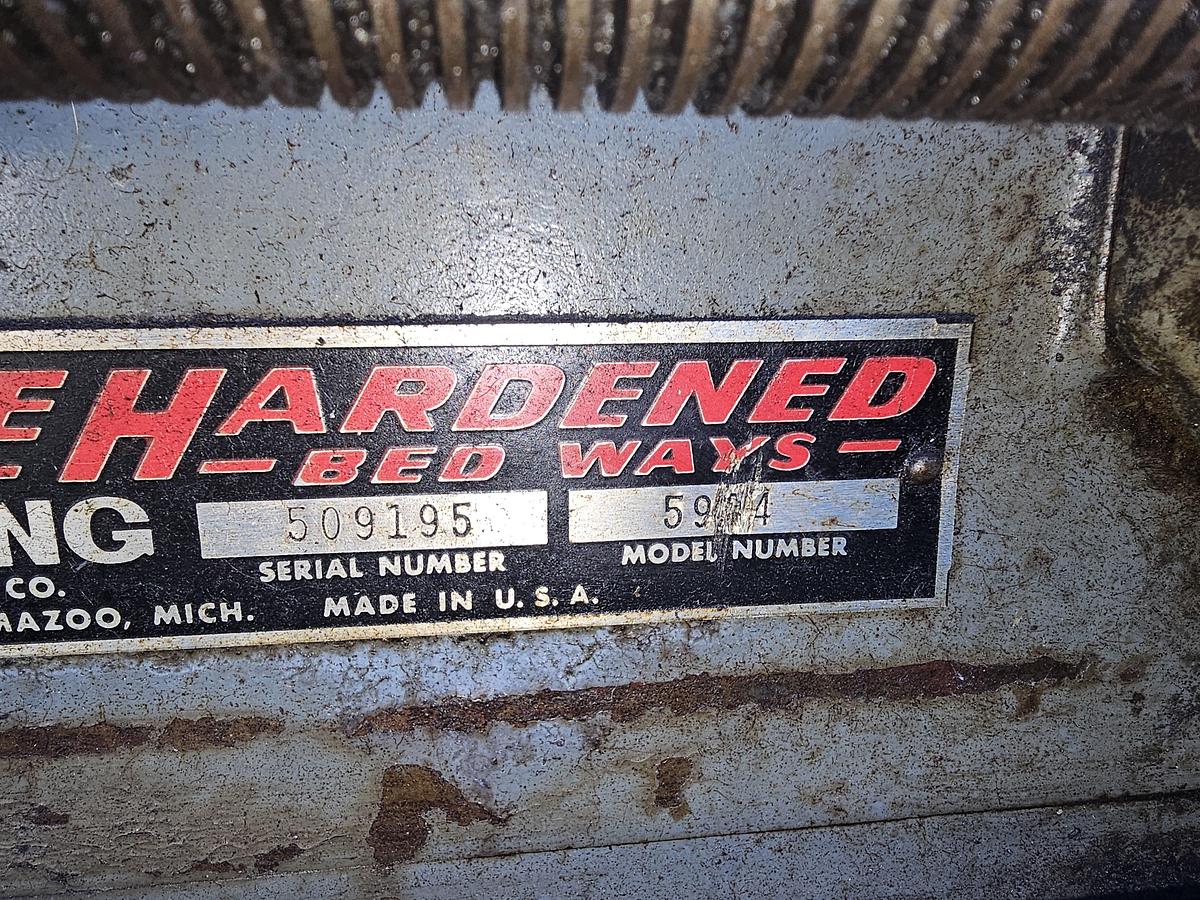 E HARDENED
- BED WAYS -
NG 509195
CO. SERIAL NUMBER MODEL NUMBER
MAZOO, MICH. MADE IN U. S. A.